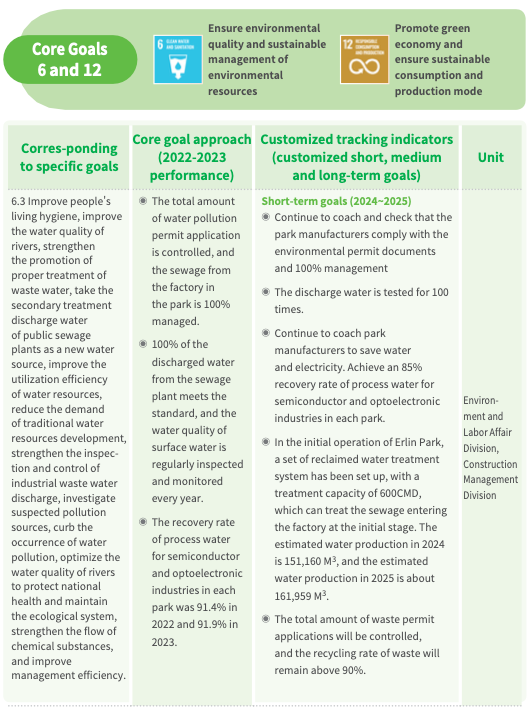 Core Goals
6 and 12
6 CLEAN WATER
AND SANITATION
Ensure environmental
quality and sustainable
management of
environmental
resources
12 RESPONSIBLE
CONSUMPTION
AND PRODUCTION
Promote green
economy and
ensure sustainable
consumption and
production mode
Corres-ponding
to specific goals
Core goal approach
(2022-2023
performance)
Customized tracking indicators
(customized short, medium
and long-term goals)
Unit
6.3 Improve people's
living hygiene, improve
the water quality of
rivers, strengthen
the promotion of
proper treatment of
waste water, take the
secondary treatment
discharge water
of public sewage
plants as a new water
source, improve the
utilization efficiency
of water resources,
reduce the demand
of traditional water
resources development,
strengthen the inspec-
tion and control of
industrial waste water
discharge, investigate
suspected pollution
sources, curb the
occurrence of water
pollution, optimize the
water quality of rivers
to protect national
health and maintain
the ecological system,
strengthen the flow of
chemical substances,
and improve
management efficiency.
◉ The total amount
of water pollution
permit application
is controlled, and
the sewage from
the factory in
the park is 100%
managed.
◉ 100% of the
discharged water
from the sewage
plant meets the
standard, and the
water quality of
surface water is
regularly inspected
and monitored
every year.
◉ The recovery rate
of process water
for semiconductor
and optoelectronic
industries in each
park was 91.4% in
2022 and 91.9% in
2023.
Short-term goals (2024~2025)
◉ Continue to coach and check that the
park manufacturers comply with the
environmental permit documents
and 100% management
◉ The discharge water is tested for 100
times.
◉ Continue to coach park
manufacturers to save water
and electricity. Achieve an 85%
recovery rate of process water for
semiconductor and optoelectronic
industries in each park.
◉ In the initial operation of Erlin Park,
a set of reclaimed water treatment
system has been set up, with a
treatment capacity of 600CMD,
which can treat the sewage entering
the factory at the initial stage. The
estimated water production in 2024
is 151,160 M³, and the estimated
water production in 2025 is about
161,959 M³.
◉ The total amount of waste permit
applications will be controlled,
and the recycling rate of waste will
remain above 90%.
Environ-
ment and
Labor Affair
Division,
Construction
Management
Division